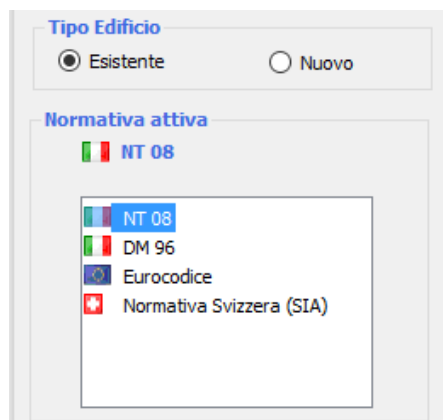 Tipo Edificio
Esistente Nuovo
Normativa attiva
NT 08
NT 08
DM 96
Eurocodice
Normativa Svizzera (SIA)